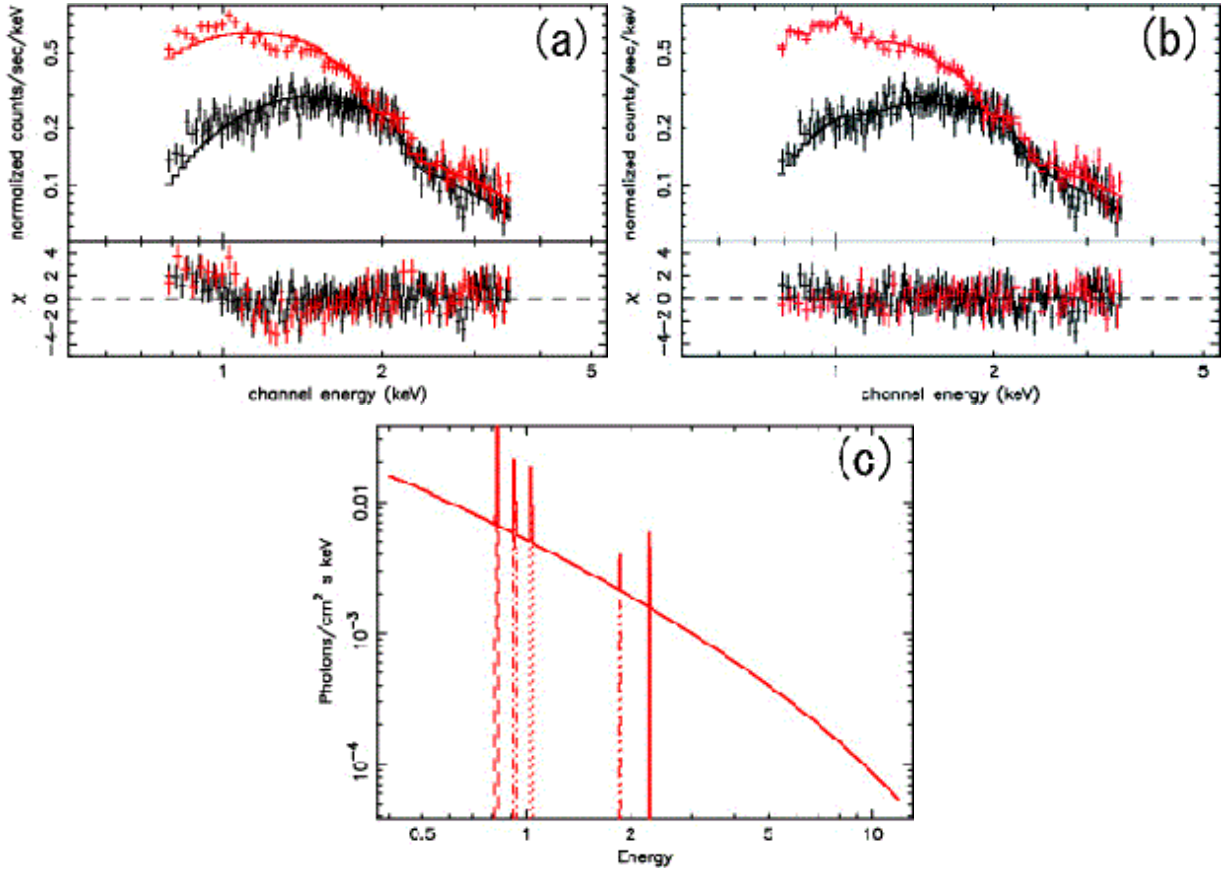 (a)
normalized counts/sec/keV
0.5
0.2
0.1
χ
4
2
0
−2
−4
1
2
5
channel energy (keV)
(b)
normalized counts/sec/keV
0.5
0.2
0.1
χ
4
2
0
−2
−4
1
2
5
channel energy (keV)
(c)
Photons/cm² s keV
0.01
10⁻³
10⁻⁴
0.5
1
2
5
10
Energy